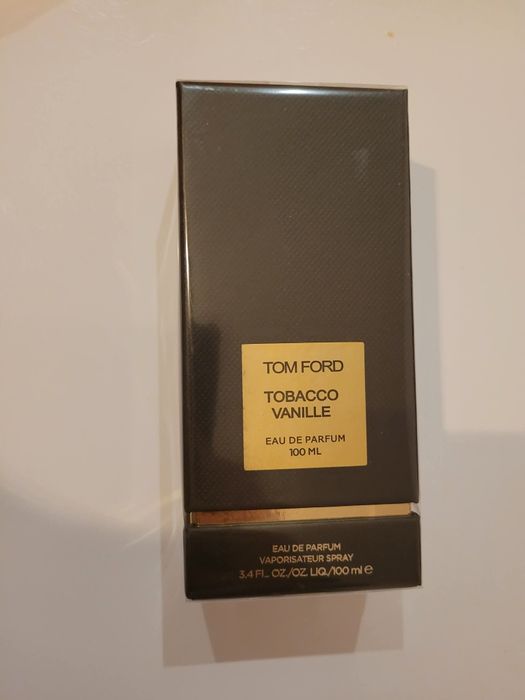 TOM FORD
TOBACCO
VANILLE
EAU DE PARFUM
100 ML
EAU DE PARFUM
VAPORISATEUR SPRAY
3.4 FL. OZ./OZ. LIQ./100 ml e